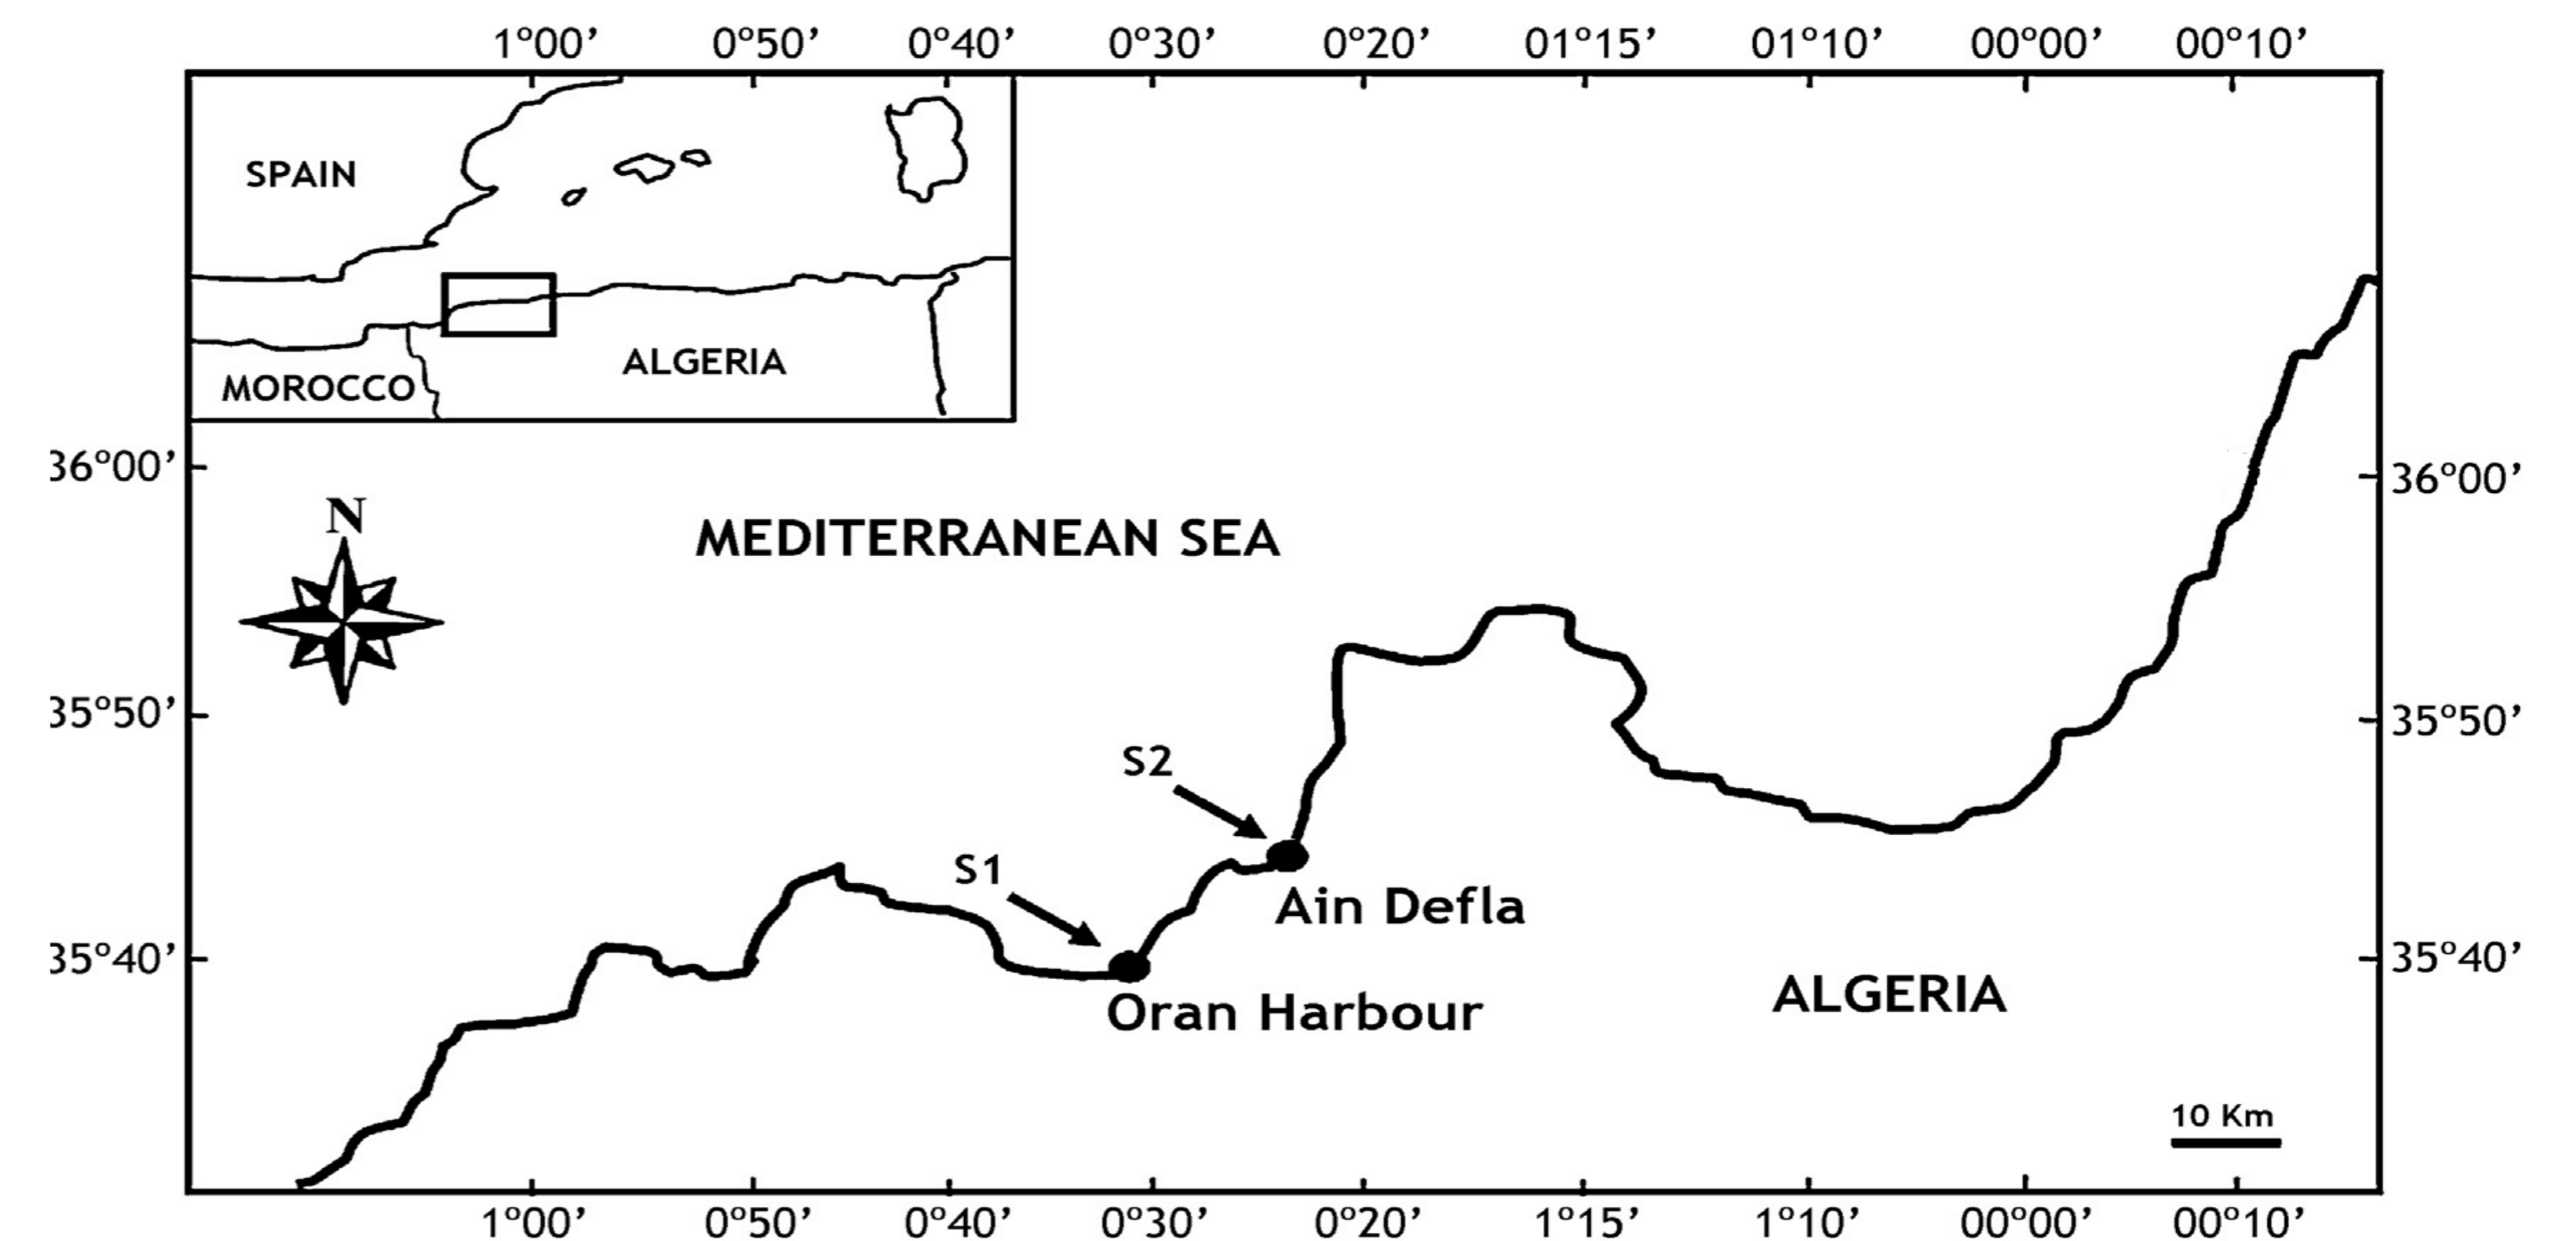 1°00’ 0°50’ 0°40’ 0°30’ 0°20’ 01°15’ 01°10’ 00°00’ 00°10’
SPAIN
ALGERIA
MOROCCO
36°00’ 36°00’
N
MEDITERRANEAN SEA
35°50’ 35°50’
S2
S1
Ain Defla
35°40’ 35°40’
ALGERIA
Oran Harbour
10 Km
1°00’ 0°50’ 0°40’ 0°30’ 0°20’ 1°15’ 1°10’ 00°00’ 00°10’